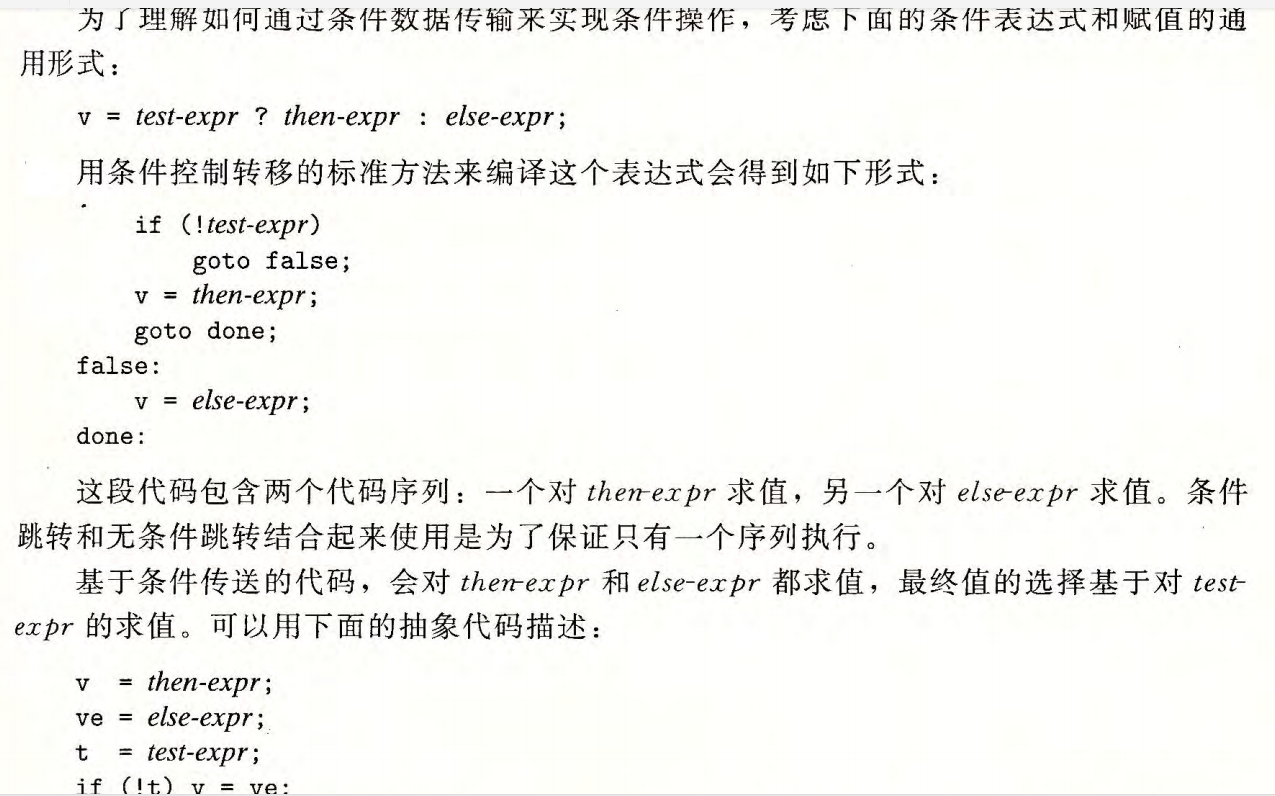 为了理解如何通过条件数据传输来实现条件操作，考虑下面的条件表达式和赋值的通
用形式：
v = test-expr ? then-expr : else-expr;
用条件控制转移的标准方法来编译这个表达式会得到如下形式：
if (!test-expr)
goto false;
v = then-expr;
goto done;
false:
v = else-expr;
done:
这段代码包含两个代码序列：一个对 then-expr 求值，另一个对 else-expr 求值。条件
跳转和无条件跳转结合起来使用是为了保证只有一个序列执行。
基于条件传送的代码，会对 then-expr 和 else-expr 都求值，最终值的选择基于对 test-
expr 的求值。可以用下面的抽象代码描述：
v = then-expr;
ve = else-expr;
t = test-expr;
if (!t) v = ve;